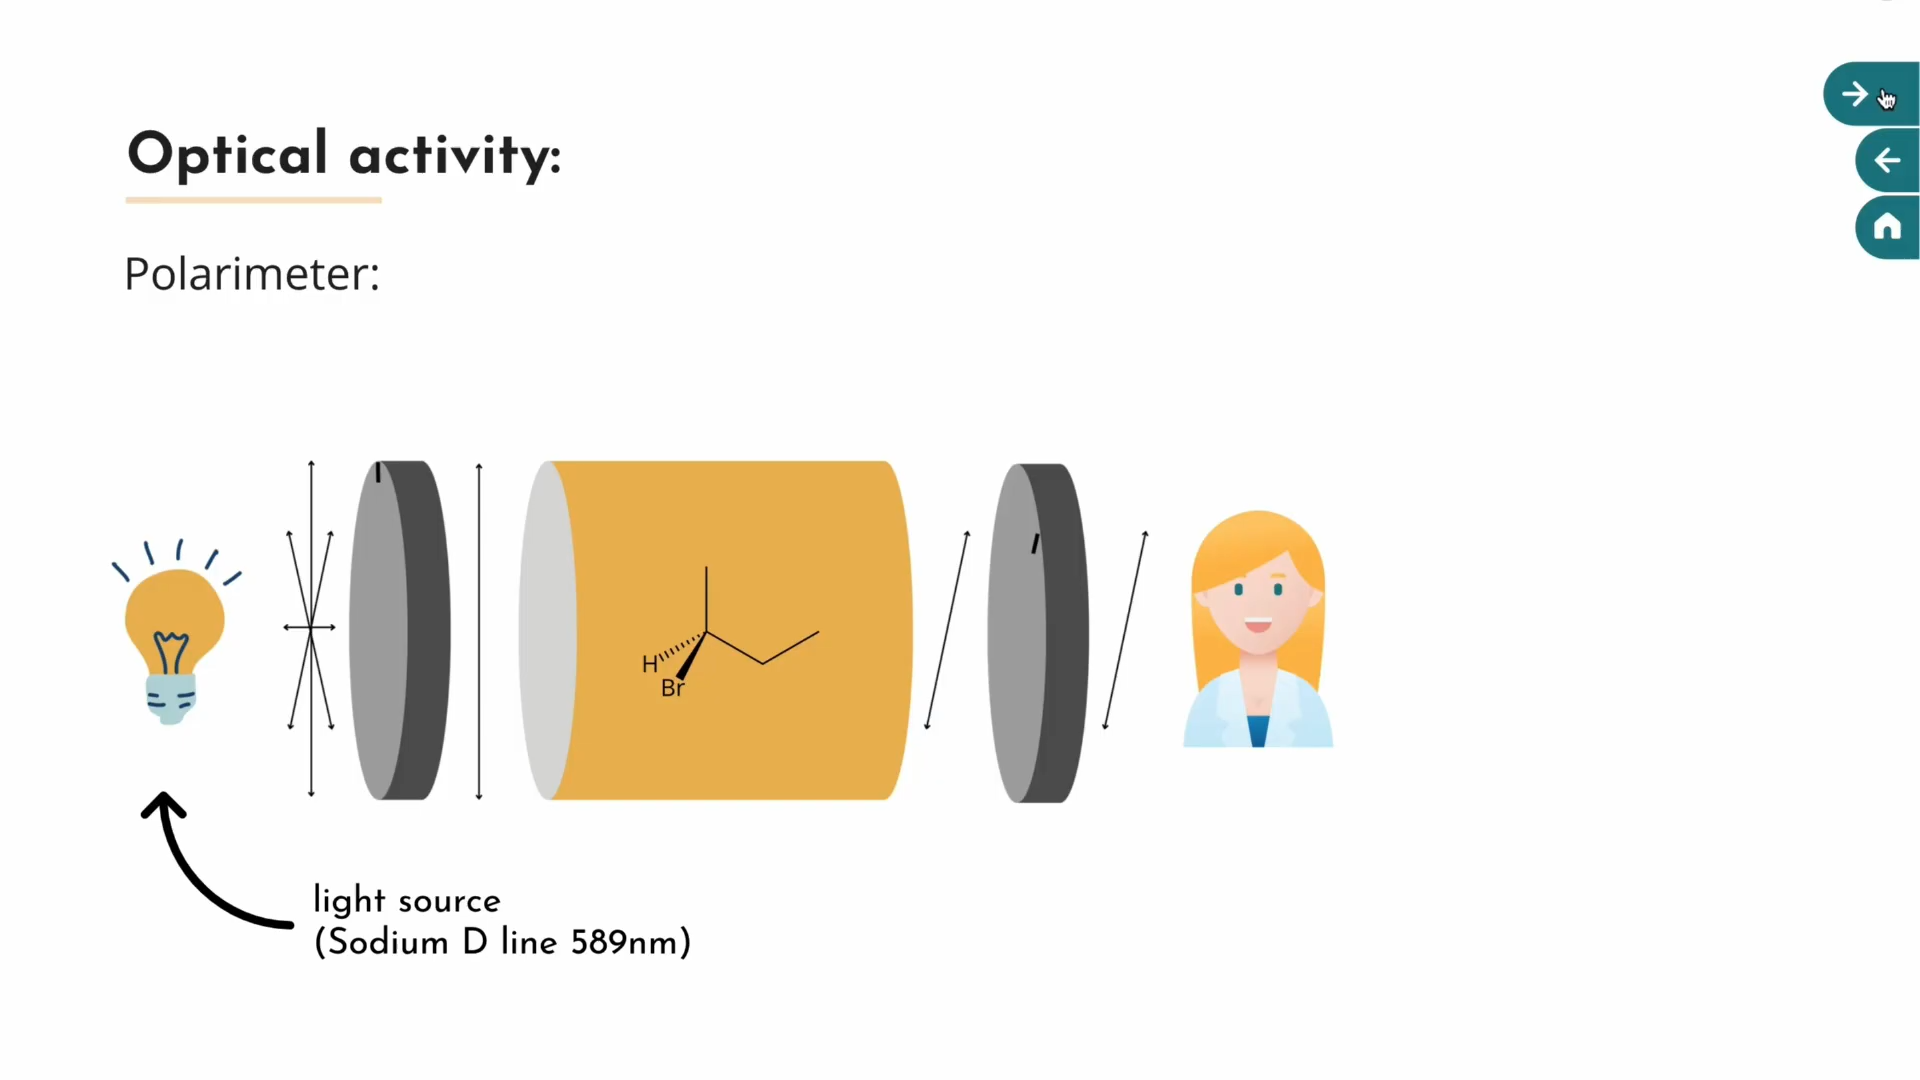 Optical activity:
Polarimeter:
H
Br
light source
(Sodium D line 589nm)